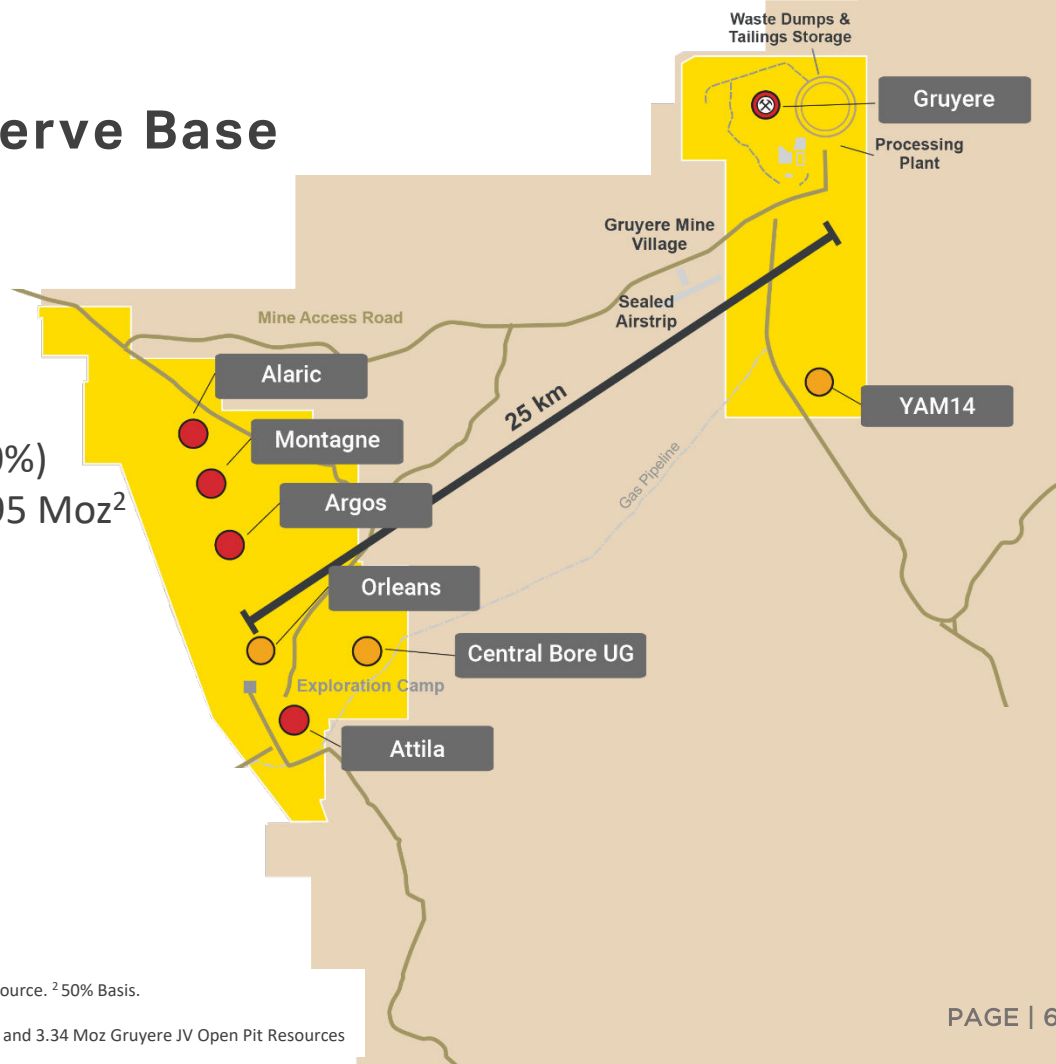 erve Base
Waste Dumps &
Tailings Storage
Gruyere
Processing
Plant
Gruyere Mine
Village
Sealed
Airstrip
Mine Access Road
Alaric
25 km
YAM14
Montagne
0%)
Gas Pipeline
95 Moz²
Argos
Orleans
Central Bore UG
Exploration Camp
Attila
ource. ² 50% Basis.
and 3.34 Moz Gruyere JV Open Pit Resources
PAGE | 6